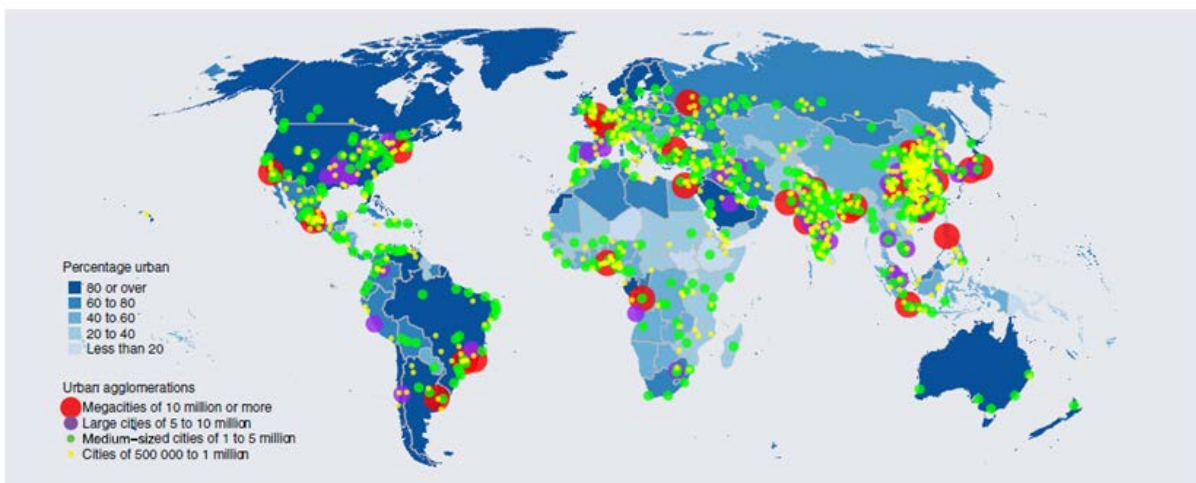 Percentage urban
80 or over
60 to 80
40 to 60
20 to 40
Less than 20
Urban agglomerations
Megacities of 10 million or more
Large cities of 5 to 10 million
Medium-sized cities of 1 to 5 million
Cities of 500 000 to 1 million